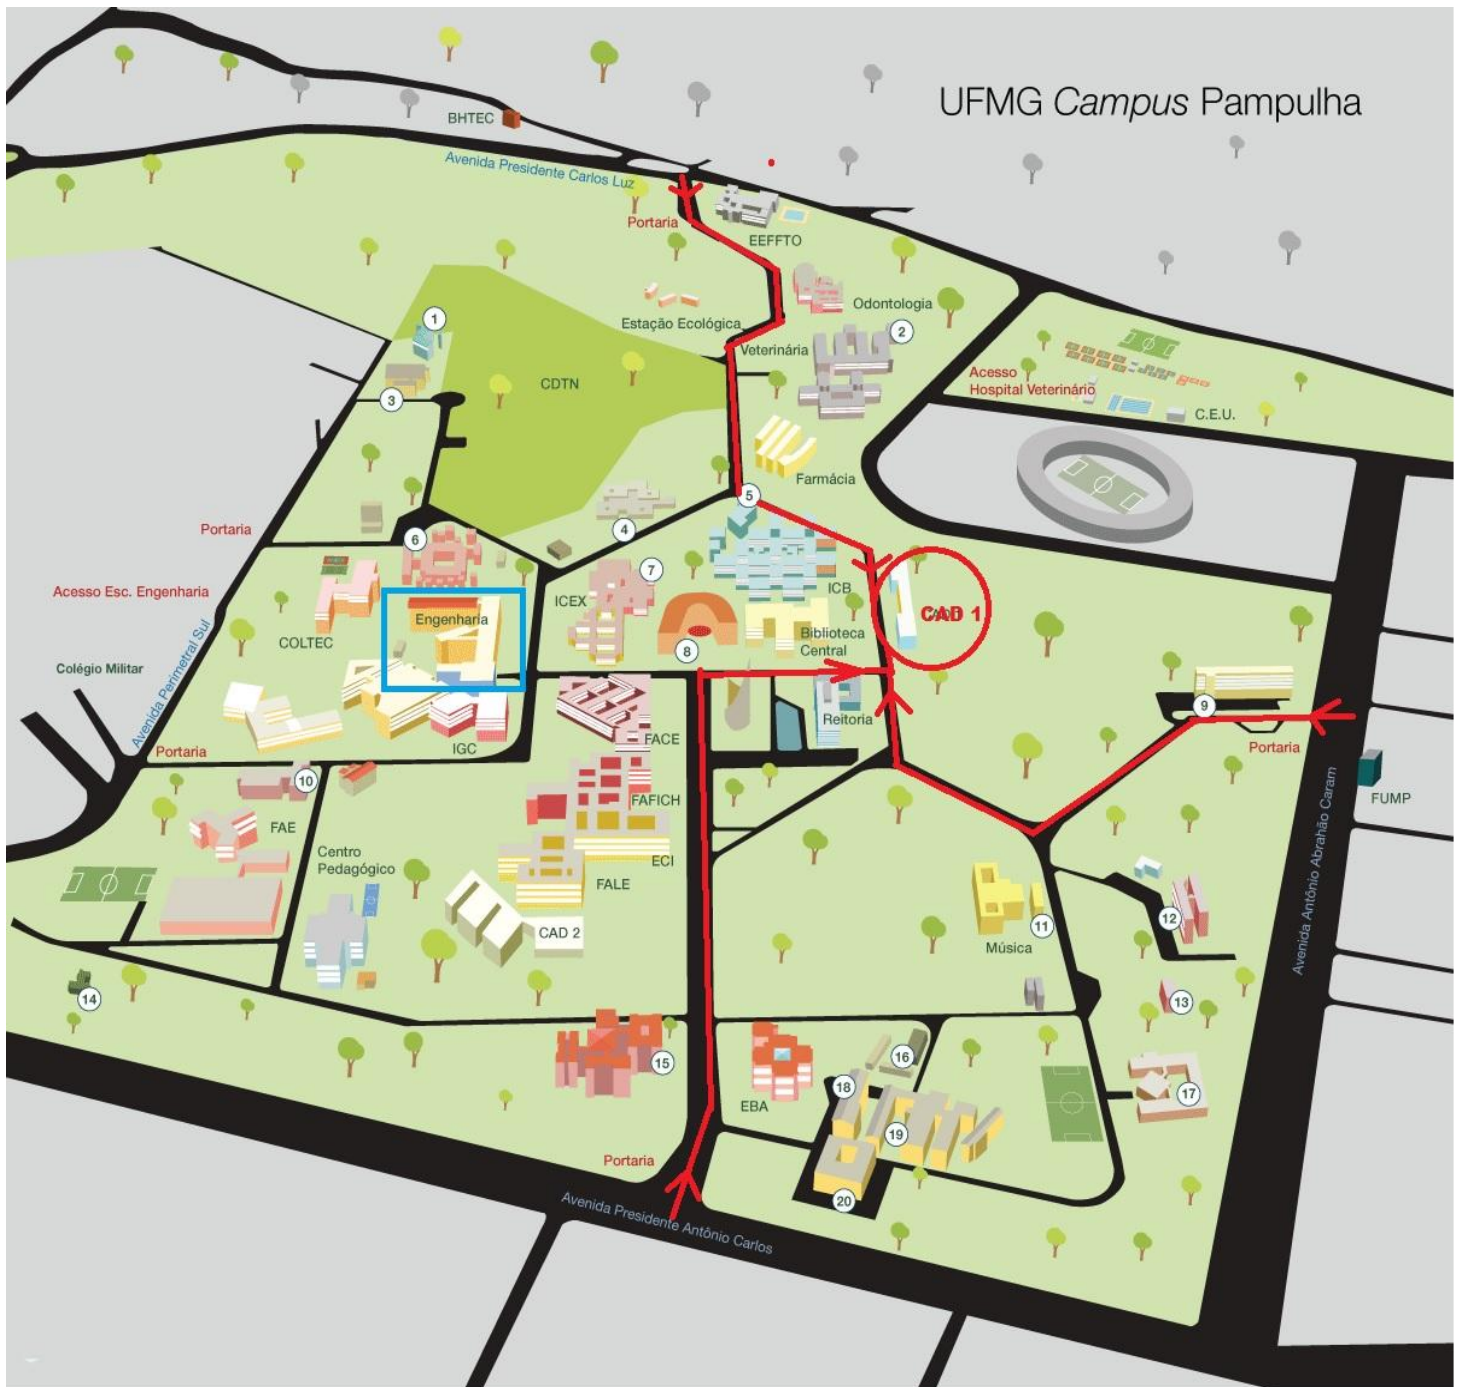 UFMG Campus Pampulha
BHTEC
Avenida Presidente Carlos Luz
Portaria
EEFFTO
Estação Ecológica
Odontologia
1
2
Veterinária
CDTN
3
Acesso
Hospital Veterinário
C.E.U.
Farmácia
5
4
Portaria
6
7
ICEX
ICB
Acesso Esc. Engenharia
Engenharia
CAD 1
COLTEC
8
Biblioteca
Central
Colégio Militar
Avenida Perimetral Sul
Reitoria
9
Portaria
IGC
FACE
Portaria
10
FAFICH
FUMP
FAE
Centro
Pedagógico
ECI
FALE
Avenida Antônio Abrahão Caram
CAD 2
11
12
Música
14
13
15
16
18
17
EBA
19
Portaria
20
Avenida Presidente Antônio Carlos